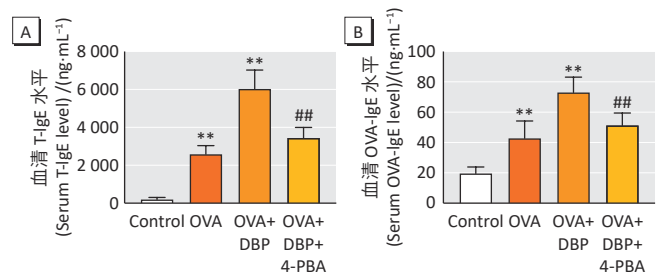 A
血清 T-IgE 水平
(Serum T-IgE level) /(ng·mL⁻¹)
8 000
6 000
4 000
2 000
0
**
**
##
Control
OVA
OVA+
DBP
OVA+
DBP+
4-PBA
B
血清 OVA-IgE 水平
(Serum OVA-IgE level)/(ng·mL⁻¹)
100
80
60
40
20
0
**
**
##
Control
OVA
OVA+
DBP
OVA+
DBP+
4-PBA